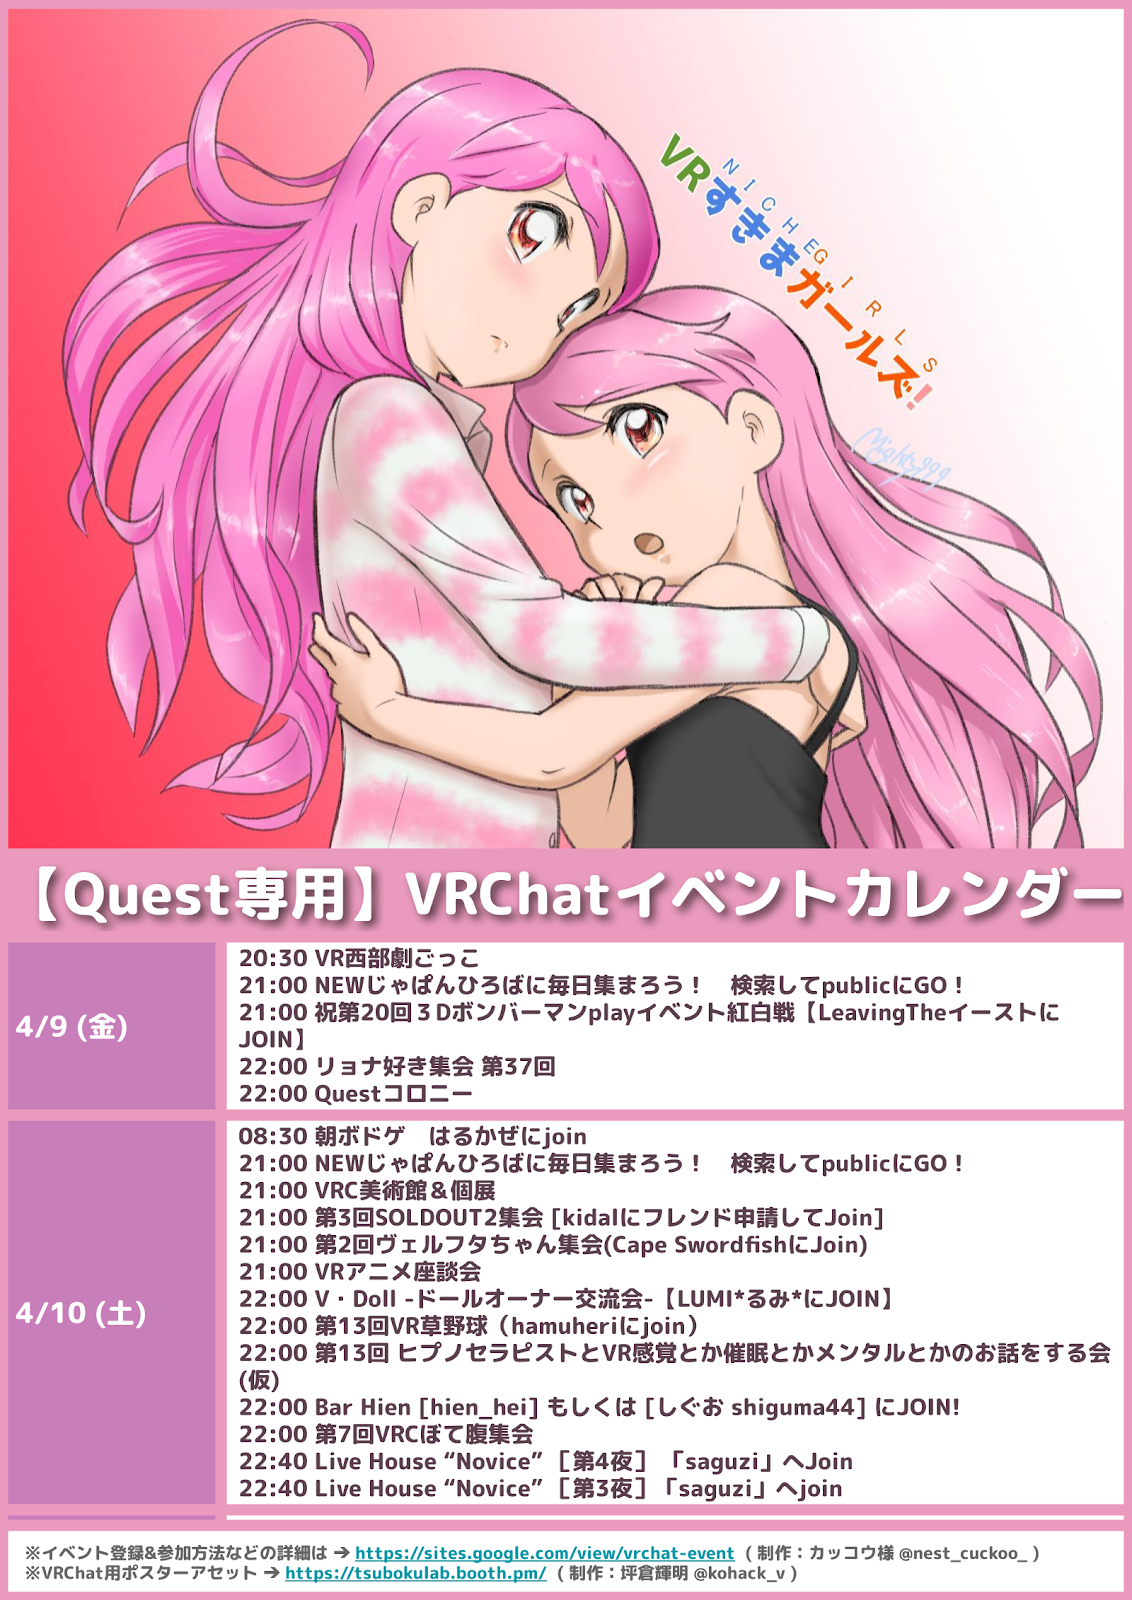 VRすきまガールズ!
NICHEGIRLS
Mighty999
【Quest専用】VRChatイベントカレンダー
4/9 (金)
20:30 VR西部劇ごっこ
21:00 NEWじゃぱんひろばに毎日集まろう！　検索してpublicにGO！
21:00 祝第20回３Dボンバーマンplayイベント紅白戦【LeavingTheイーストに
JOIN】
22:00 リョナ好き集会 第37回
22:00 Questコロニー
4/10 (土)
08:30 朝ボドゲ　はるかぜにjoin
21:00 NEWじゃぱんひろばに毎日集まろう！　検索してpublicにGO！
21:00 VRC美術館＆個展
21:00 第3回SOLDOUT2集会 [kidalにフレンド申請してJoin]
21:00 第2回ヴェルフタちゃん集会(Cape SwordfishにJoin)
21:00 VRアニメ座談会
22:00 V・Doll -ドールオーナー交流会-【LUMI*るみ*にJOIN】
22:00 第13回VR草野球（hamuheriにjoin）
22:00 第13回 ヒプノセラピストとVR感覚とか催眠とかメンタルとかのお話をする会
(仮)
22:00 Bar Hien [hien_hei] もしくは [しぐお shiguma44] にJOIN!
22:00 第7回VRCぼて腹集会
22:40 Live House “Novice”［第4夜］「saguzi」へJoin
22:40 Live House “Novice”［第3夜］「saguzi」へjoin
※イベント登録&参加方法などの詳細は → https://sites.google.com/view/vrchat-event （ 制作：カッコウ様 @nest_cuckoo_ ）
※VRChat用ポスターアセット → https://tsubokulab.booth.pm/ （ 制作：坪倉輝明 @kohack_v ）